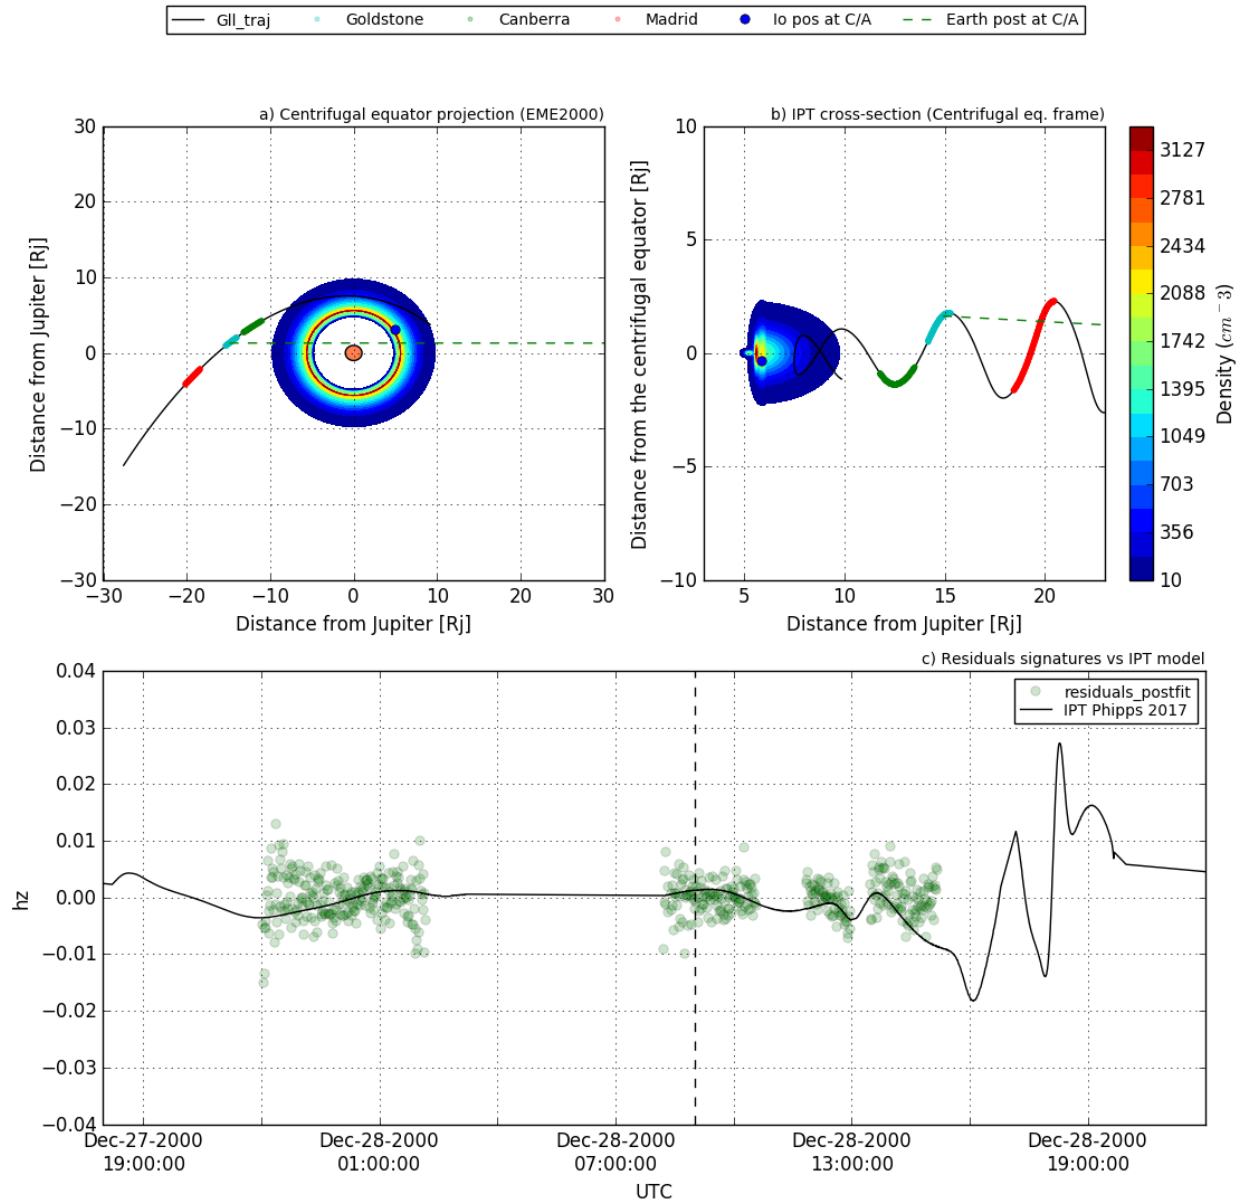 Gll_traj Goldstone Canberra Madrid Io pos at C/A Earth post at C/A
a) Centrifugal equator projection (EME2000)
30
20
10
0
−10
−20
−30
−30 −20 −10 0 10 20 30
Distance from Jupiter [Rj]
Distance from Jupiter [Rj]
b) IPT cross-section (Centrifugal eq. frame)
10
5
0
−5
−10
5 10 15 20
Distance from the centrifugal equator [Rj]
Distance from Jupiter [Rj]
3127
2781
2434
2088
1742
1395
1049
703
356
10
Density (cm^−3)
c) Residuals signatures vs IPT model
residuals_postfit
IPT Phipps 2017
0.04
0.03
0.02
0.01
0.00
−0.01
−0.02
−0.03
−0.04
hz
Dec-27-2000 Dec-28-2000 Dec-28-2000 Dec-28-2000 Dec-28-2000
19:00:00 01:00:00 07:00:00 13:00:00 19:00:00
UTC